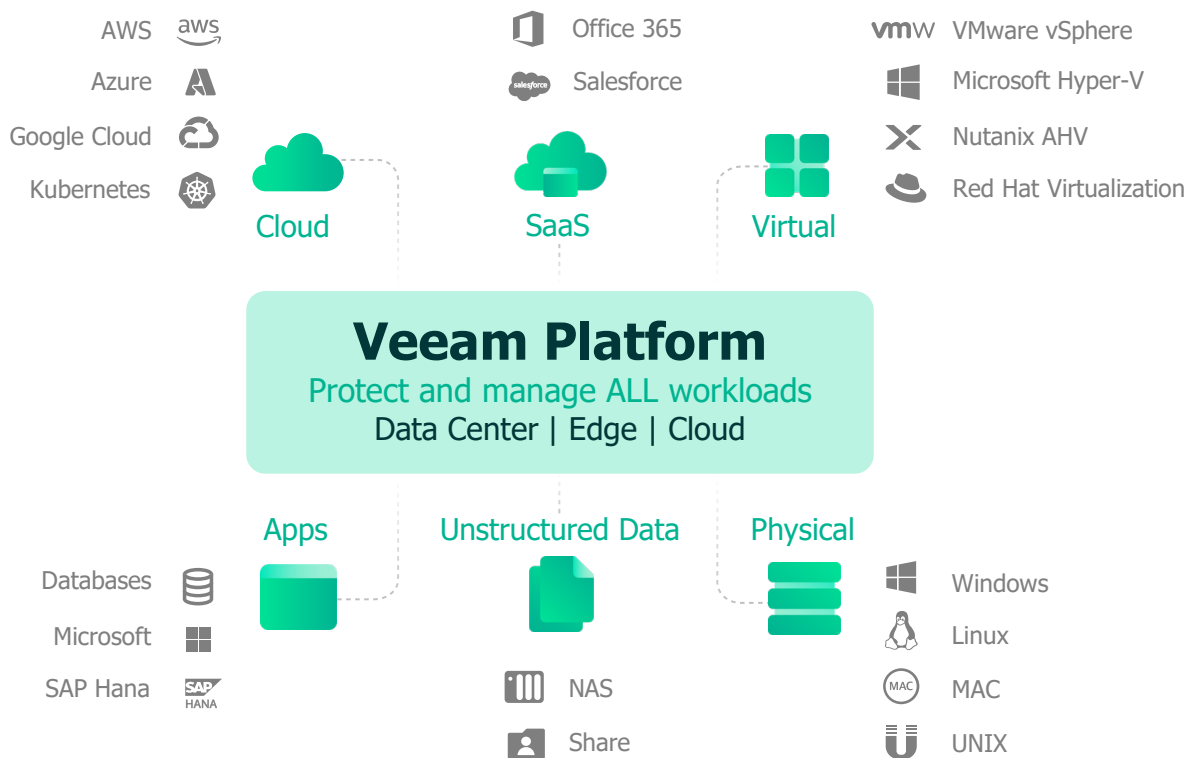 AWS
aws
Azure
Google Cloud
Kubernetes
Cloud
Office 365
salesforce
Salesforce
SaaS
vmw
VMware vSphere
Microsoft Hyper-V
Nutanix AHV
Red Hat Virtualization
Virtual
Veeam Platform
Protect and manage ALL workloads
Data Center | Edge | Cloud
Apps
Databases
Microsoft
SAP Hana
SAP
HANA
Unstructured Data
NAS
Share
Physical
Windows
Linux
MAC
MAC
UNIX